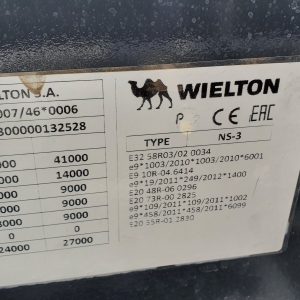 LTON S.A.
WIELTON
007/46*0006
CE EAC
300000132528
TYPE NS-3
E32 58R03/02 0034
e9*1003/2010*1003/2010*6001
E9 10R-04.6414
e9*19/2011*249/2012*1400
E20 48R-06 0296
E20 73R-00 2825
e9*109/2011*109/2011*1002
e9*458/2011*458/2011*6099
E20 55R-01 2830
000 41000
000 14000
000 9000
000 9000
000 9000
0 0
24000 27000